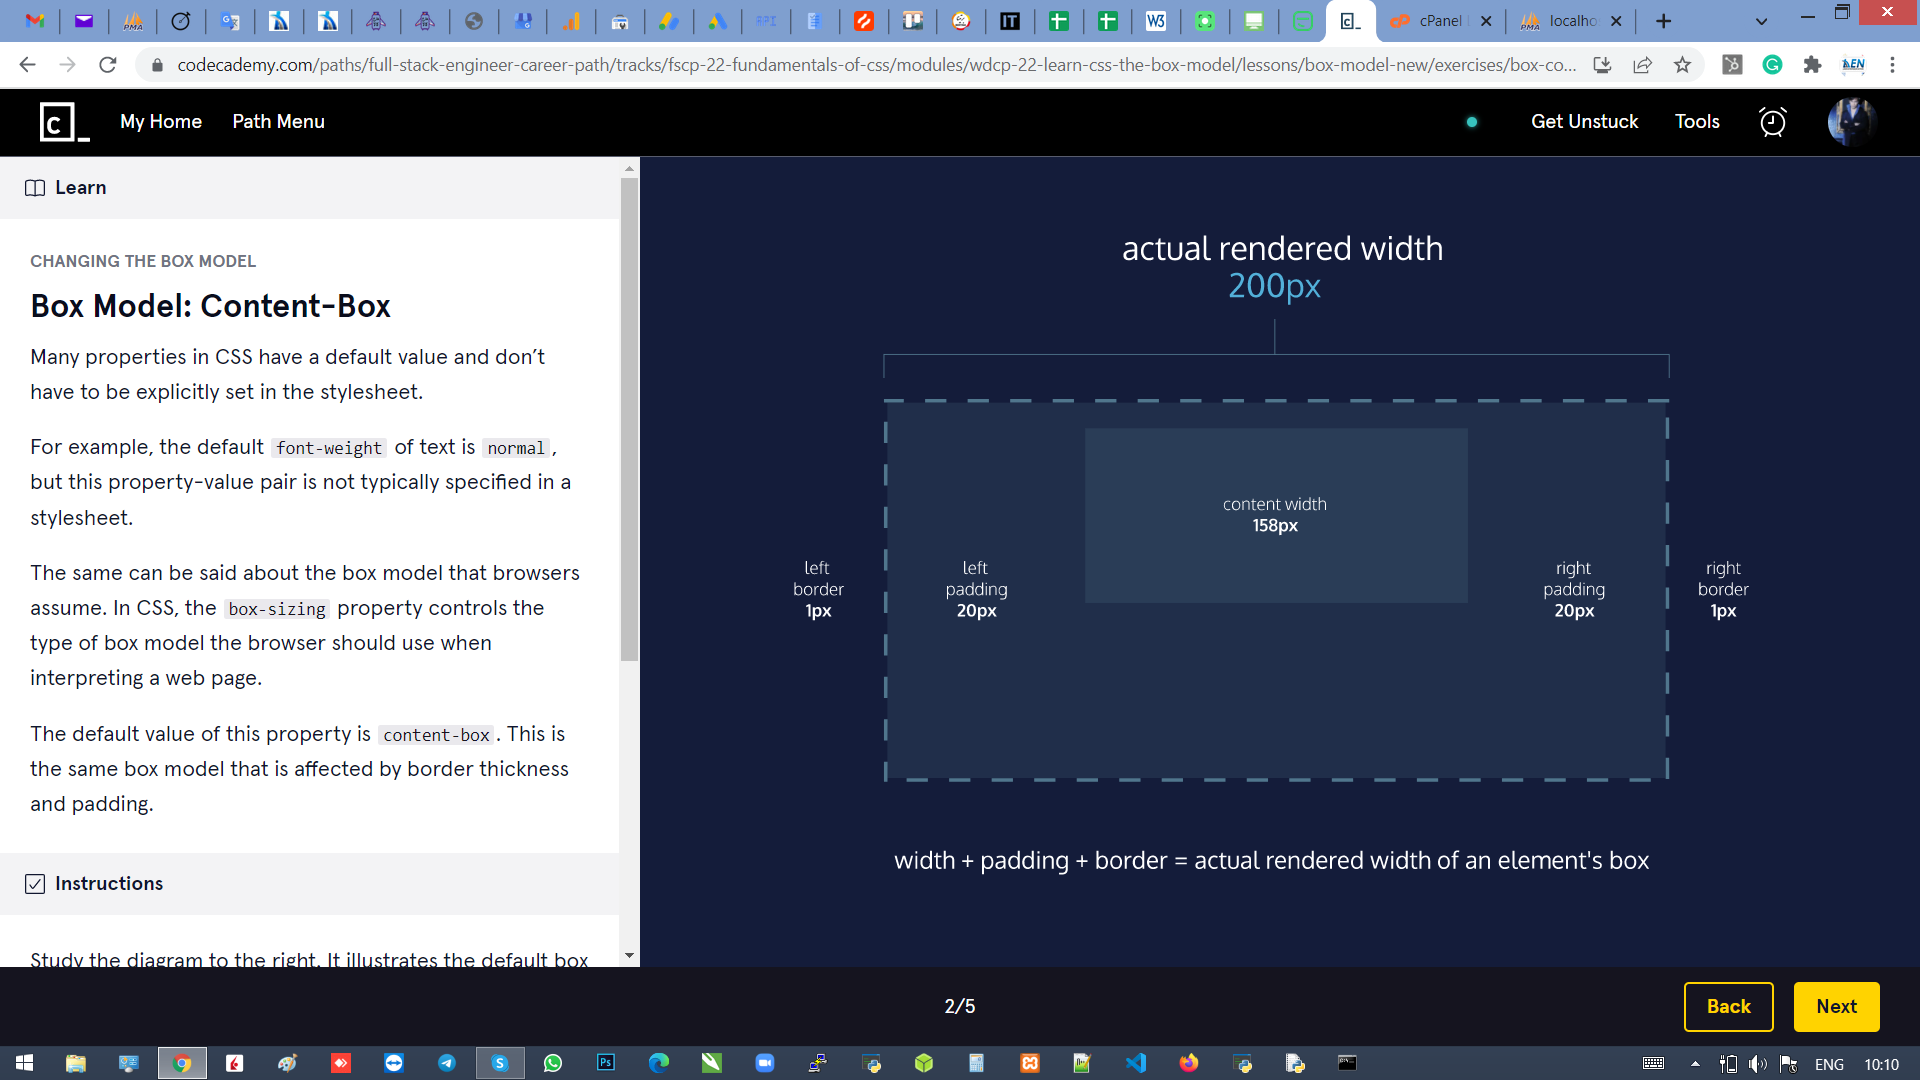 cPanel
localho
codecademy.com/paths/full-stack-engineer-career-path/tracks/fscp-22-fundamentals-of-css/modules/wdcp-22-learn-css-the-box-model/lessons/box-model-new/exercises/box-co...
My Home
Path Menu
Get Unstuck
Tools
Learn
CHANGING THE BOX MODEL
Box Model: Content-Box
Many properties in CSS have a default value and don’t
have to be explicitly set in the stylesheet.
For example, the default font-weight of text is normal,
but this property-value pair is not typically specified in a
stylesheet.
The same can be said about the box model that browsers
assume. In CSS, the box-sizing property controls the
type of box model the browser should use when
interpreting a web page.
The default value of this property is content-box. This is
the same box model that is affected by border thickness
and padding.
Instructions
Study the diagram to the right. It illustrates the default box
actual rendered width
200px
content width
158px
left
border
1px
left
padding
20px
right
padding
20px
right
border
1px
width + padding + border = actual rendered width of an element's box
2/5
Back
Next
ENG
10:10